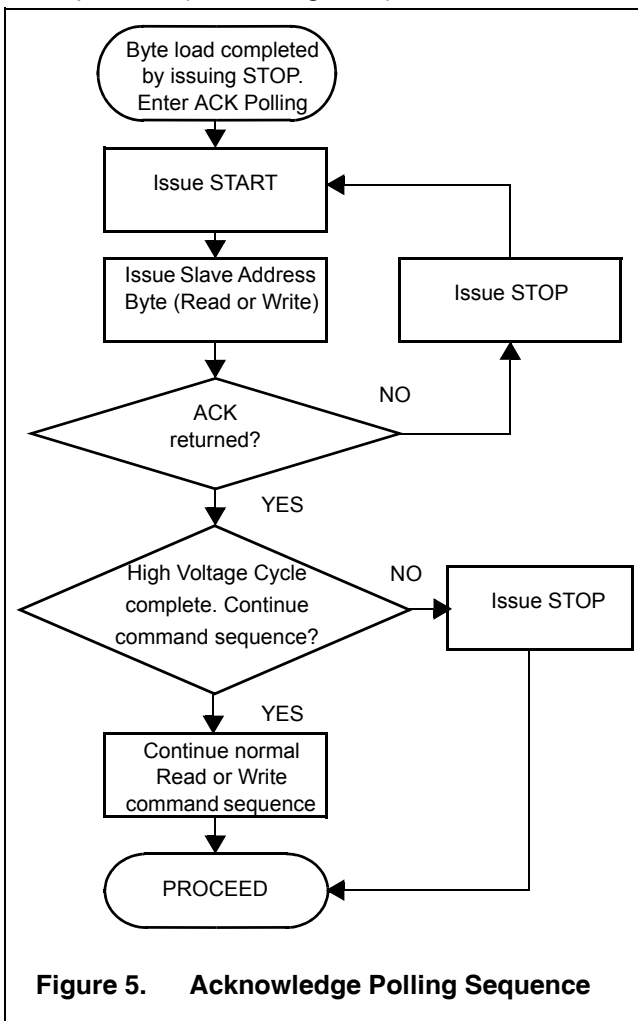 Byte load completed
by issuing STOP.
Enter ACK Polling
Issue START
Issue Slave Address
Byte (Read or Write)
Issue STOP
ACK
returned?
NO
YES
High Voltage Cycle
complete. Continue
command sequence?
NO
Issue STOP
YES
Continue normal
Read or Write
command sequence
PROCEED
Figure 5. Acknowledge Polling Sequence